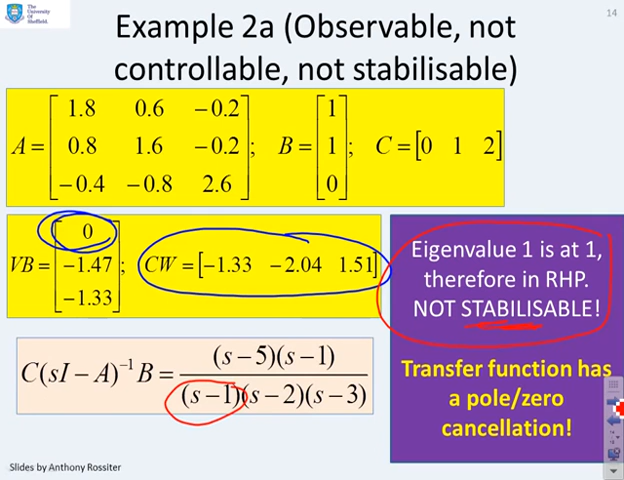 The University Of Sheffield
14
Example 2a (Observable, not
controllable, not stabilisable)
A = [1.8 0.6 −0.2; 0.8 1.6 −0.2; −0.4 −0.8 2.6]; B = [1; 1; 0]; C = [0 1 2]
VB = [0; −1.47; −1.33]; CW = [−1.33 −2.04 1.51]
Eigenvalue 1 is at 1,
therefore in RHP.
NOT STABILISABLE!
C(sI − A)⁻¹B = (s − 5)(s − 1) / (s − 1)(s − 2)(s − 3)
Transfer function has
a pole/zero
cancellation!
Slides by Anthony Rossiter